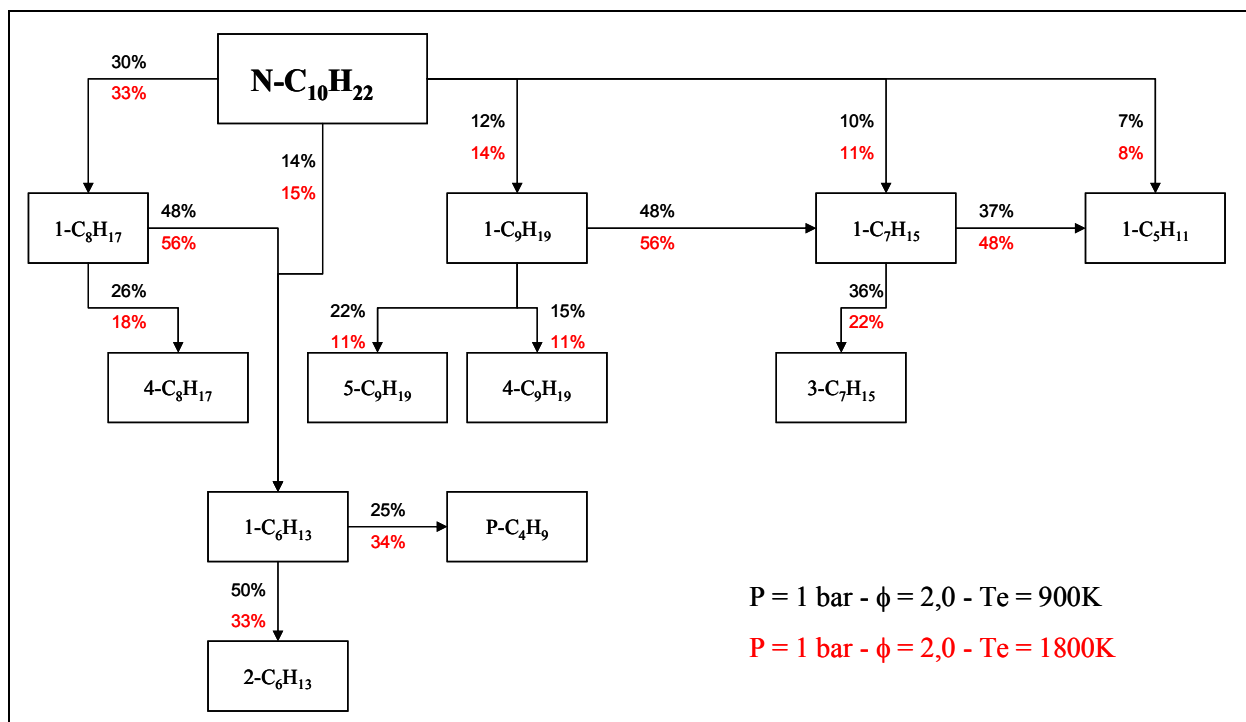 N-C₁₀H₂₂
30%
33%
14%
15%
12%
14%
10%
11%
7%
8%
1-C₈H₁₇
48%
56%
1-C₉H₁₉
48%
56%
1-C₇H₁₅
37%
48%
1-C₅H₁₁
26%
18%
22%
11%
15%
11%
36%
22%
4-C₈H₁₇
5-C₉H₁₉
4-C₉H₁₉
3-C₇H₁₅
1-C₆H₁₃
25%
34%
P-C₄H₉
50%
33%
2-C₆H₁₃
P = 1 bar - ϕ = 2,0 - Te = 900K
P = 1 bar - ϕ = 2,0 - Te = 1800K